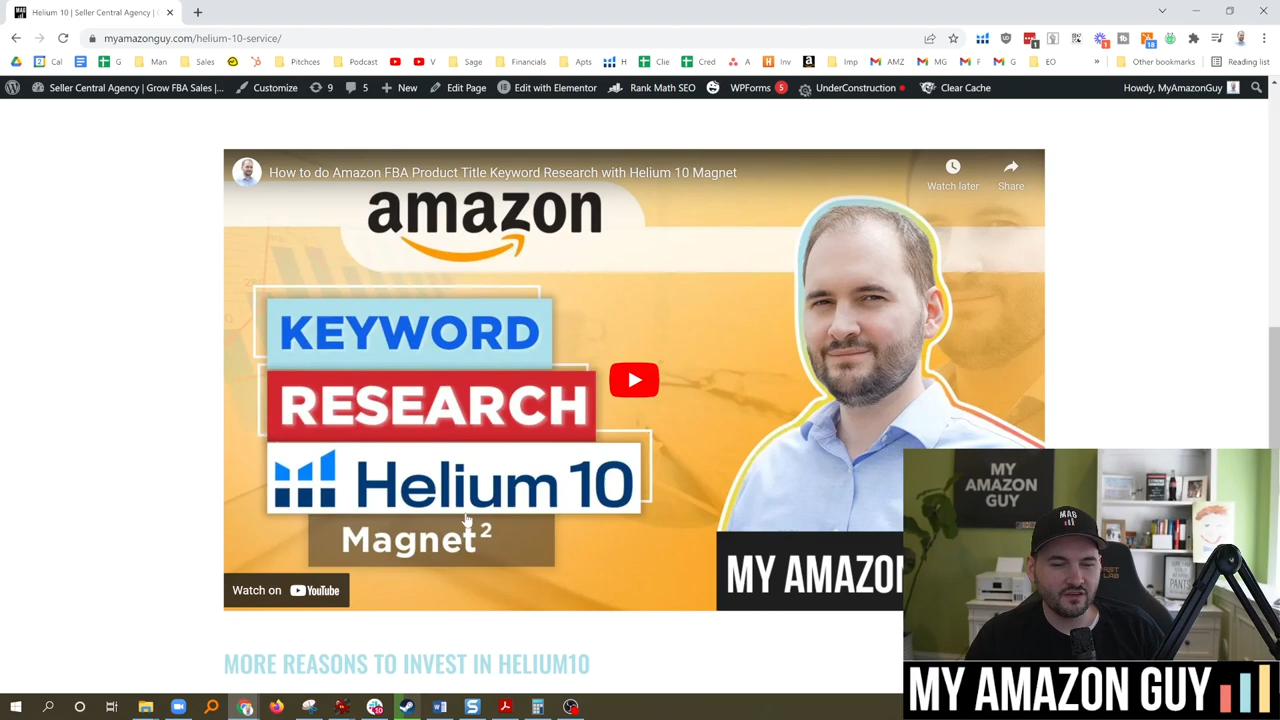 Helium 10 | Seller Central Agency |
myamazonguy.com/helium-10-service/
Cal
G
Man
Sales
Pitchces
Podcast
V
Sage
Financials
Apts
H
Clie
Cred
A
Inv
Imp
AMZ
MG
F
G
EO
»
Other bookmarks
Reading list
Seller Central Agency | Grow FBA Sales |...
Customize
9
5
New
Edit Page
Edit with Elementor
Rank Math SEO
WPForms 5
UnderConstruction
Clear Cache
Howdy, MyAmazonGuy
How to do Amazon FBA Product Title Keyword Research with Helium 10 Magnet
Watch later
Share
amazon
KEYWORD
RESEARCH
Helium 10
Magnet²
Watch on YouTube
MY AMAZO
MORE REASONS TO INVEST IN HELIUM10
MY
AMAZON
GUY
MAG
MY AMAZON GUY